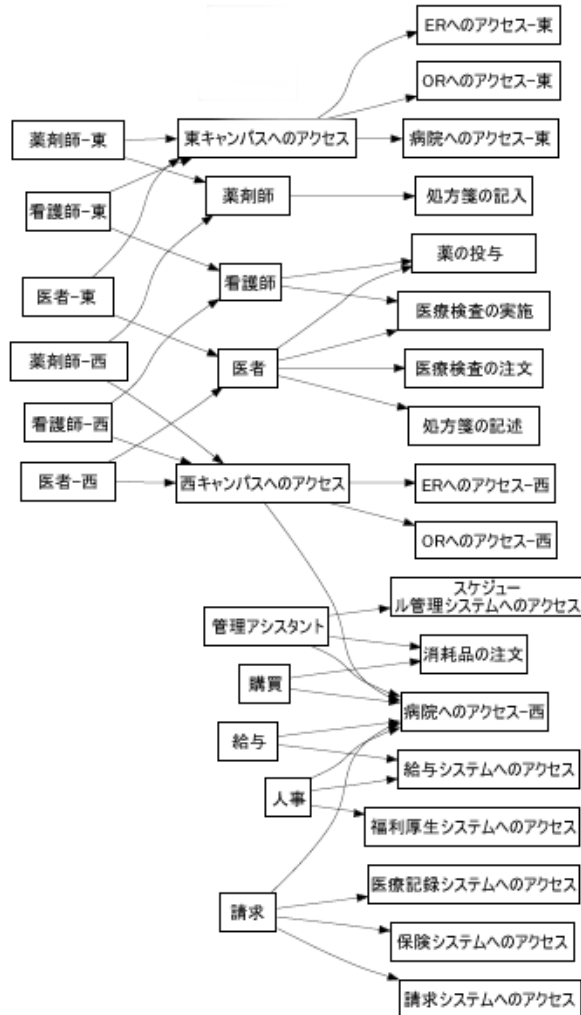 ERへのアクセス-東
ORへのアクセス-東
薬剤師-東
東キャンパスへのアクセス
病院へのアクセス-東
薬剤師
処方箋の記入
看護師-東
薬の投与
看護師
医者-東
医療検査の実施
薬剤師-西
医者
医療検査の注文
看護師-西
処方箋の記述
医者-西
西キャンパスへのアクセス
ERへのアクセス-西
ORへのアクセス-西
スケジュー
ル管理システムへのアクセス
管理アシスタント
消耗品の注文
購買
病院へのアクセス-西
給与
給与システムへのアクセス
人事
福利厚生システムへのアクセス
医療記録システムへのアクセス
請求
保険システムへのアクセス
請求システムへのアクセス